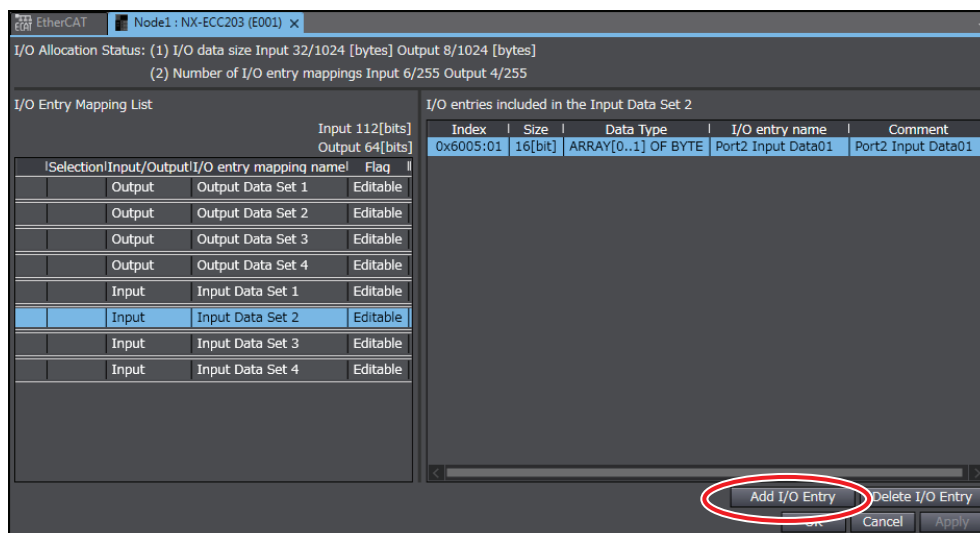 EtherCAT Node1 : NX-ECC203 (E001) ×
I/O Allocation Status: (1) I/O data size Input 32/1024 [bytes] Output 8/1024 [bytes]
(2) Number of I/O entry mappings Input 6/255 Output 4/255
I/O Entry Mapping List
Input 112[bits]
Output 64[bits]
Selection Input/Output I/O entry mapping name Flag
Output Output Data Set 1 Editable
Output Output Data Set 2 Editable
Output Output Data Set 3 Editable
Output Output Data Set 4 Editable
Input Input Data Set 1 Editable
Input Input Data Set 2 Editable
Input Input Data Set 3 Editable
Input Input Data Set 4 Editable
I/O entries included in the Input Data Set 2
Index Size Data Type I/O entry name Comment
0x6005:01 16[bit] ARRAY[0..1] OF BYTE Port2 Input Data01 Port2 Input Data01
Add I/O Entry Delete I/O Entry
OK Cancel Apply